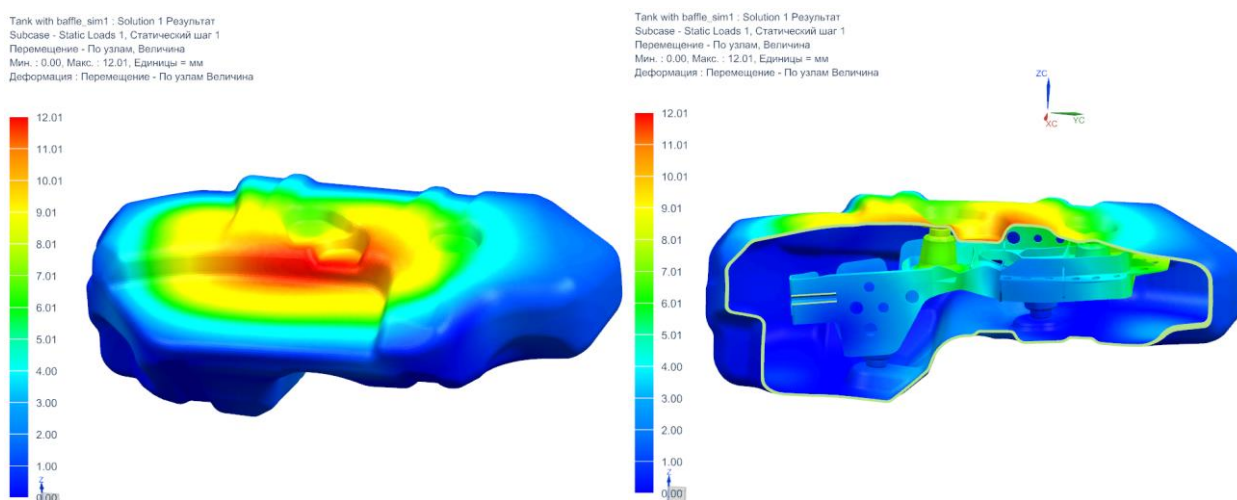 Tank with baffle_sim1 : Solution 1 Результат
Subcase - Static Loads 1, Статический шаг 1
Перемещение - По узлам, Величина
Мин. : 0.00, Макс. : 12.01, Единицы = мм
Деформация : Перемещение - По узлам Величина
12.01
11.01
10.01
9.01
8.01
7.01
6.01
5.01
4.00
3.00
2.00
1.00
0.00
Z
Tank with baffle_sim1 : Solution 1 Результат
Subcase - Static Loads 1, Статический шаг 1
Перемещение - По узлам, Величина
Мин. : 0.00, Макс. : 12.01, Единицы = мм
Деформация : Перемещение - По узлам Величина
ZC
XC
YC
12.01
11.01
10.01
9.01
8.01
7.01
6.01
5.01
4.00
3.00
2.00
1.00
0.00
Z